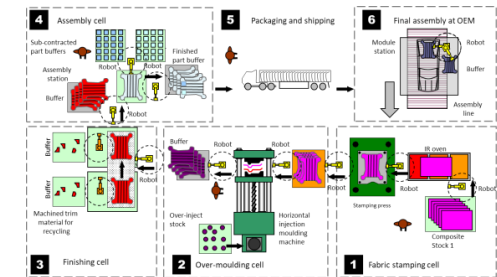 4 Assembly cell
Sub-contracted
part buffers
Robot
Robot
Finished
part buffer
Assembly
station
Buffer
Robot
5 Packaging and shipping
6 Final assembly at OEM
Module
station
Robot
Buffer
Assembly
line
Buffer
Buffer
Robot
Machined trim
material for
recycling
3 Finishing cell
Buffer
Robot
Robot
Over-inject
stock
Horizontal
injection
moulding
machine
2 Over-moulding cell
IR oven
Robot
Robot
Stamping press
Composite
Stock 1
1 Fabric stamping cell